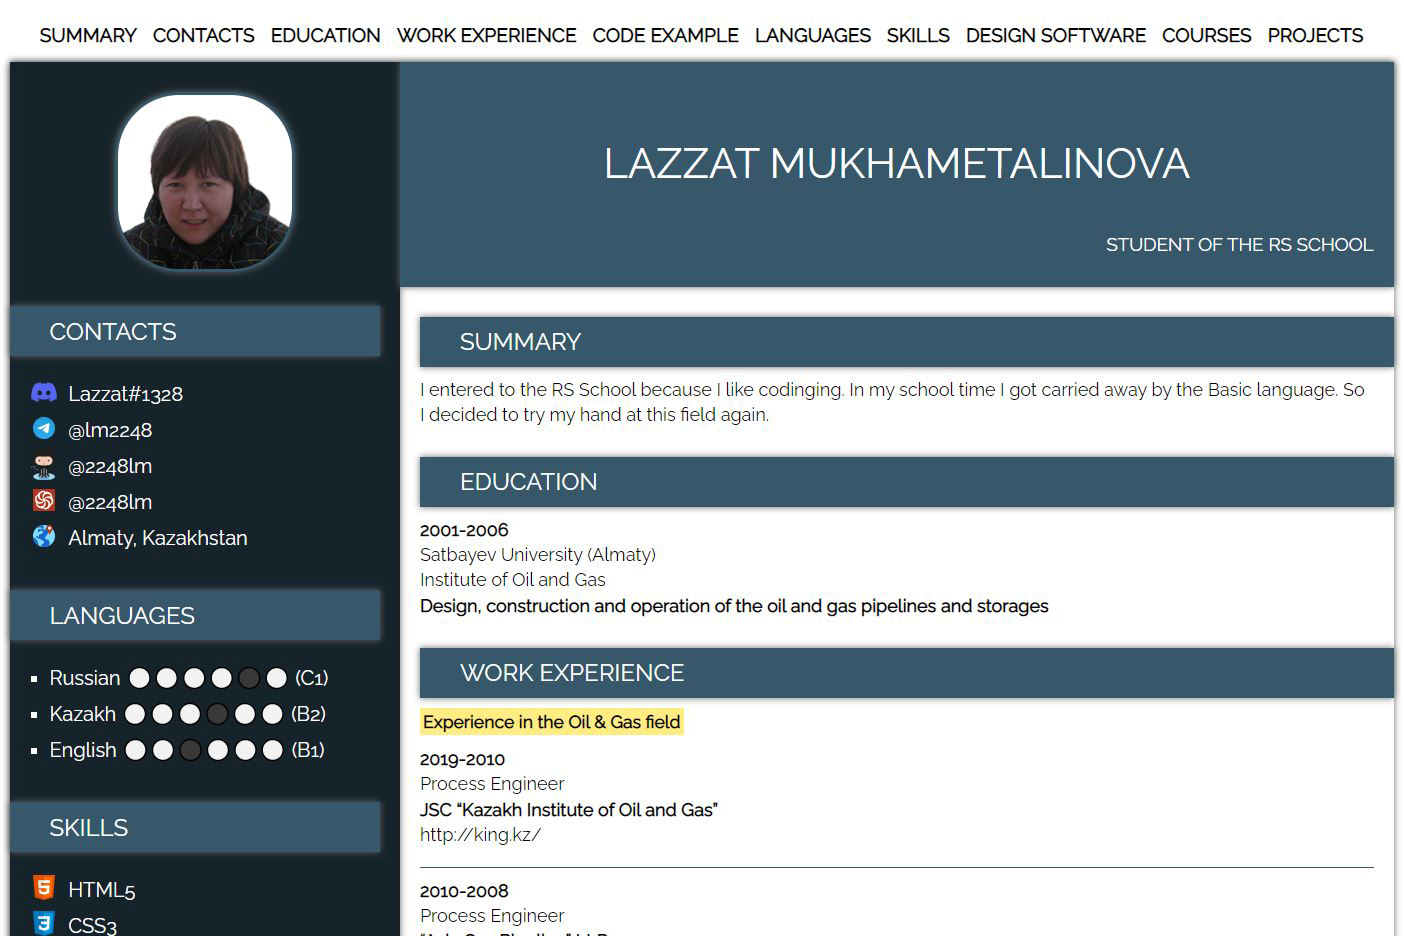 SUMMARY CONTACTS EDUCATION WORK EXPERIENCE CODE EXAMPLE LANGUAGES SKILLS DESIGN SOFTWARE COURSES PROJECTS
LAZZAT MUKHAMETALINOVA
STUDENT OF THE RS SCHOOL
CONTACTS
Lazzat#1328
@lm2248
@2248lm
@2248lm
Almaty, Kazakhstan
LANGUAGES
Russian (C1)
Kazakh (B2)
English (B1)
SKILLS
HTML5
CSS3
SUMMARY
I entered to the RS School because I like codinging. In my school time I got carried away by the Basic language. So
I decided to try my hand at this field again.
EDUCATION
2001-2006
Satbayev University (Almaty)
Institute of Oil and Gas
Design, construction and operation of the oil and gas pipelines and storages
WORK EXPERIENCE
Experience in the Oil & Gas field
2019-2010
Process Engineer
JSC “Kazakh Institute of Oil and Gas”
http://king.kz/
2010-2008
Process Engineer